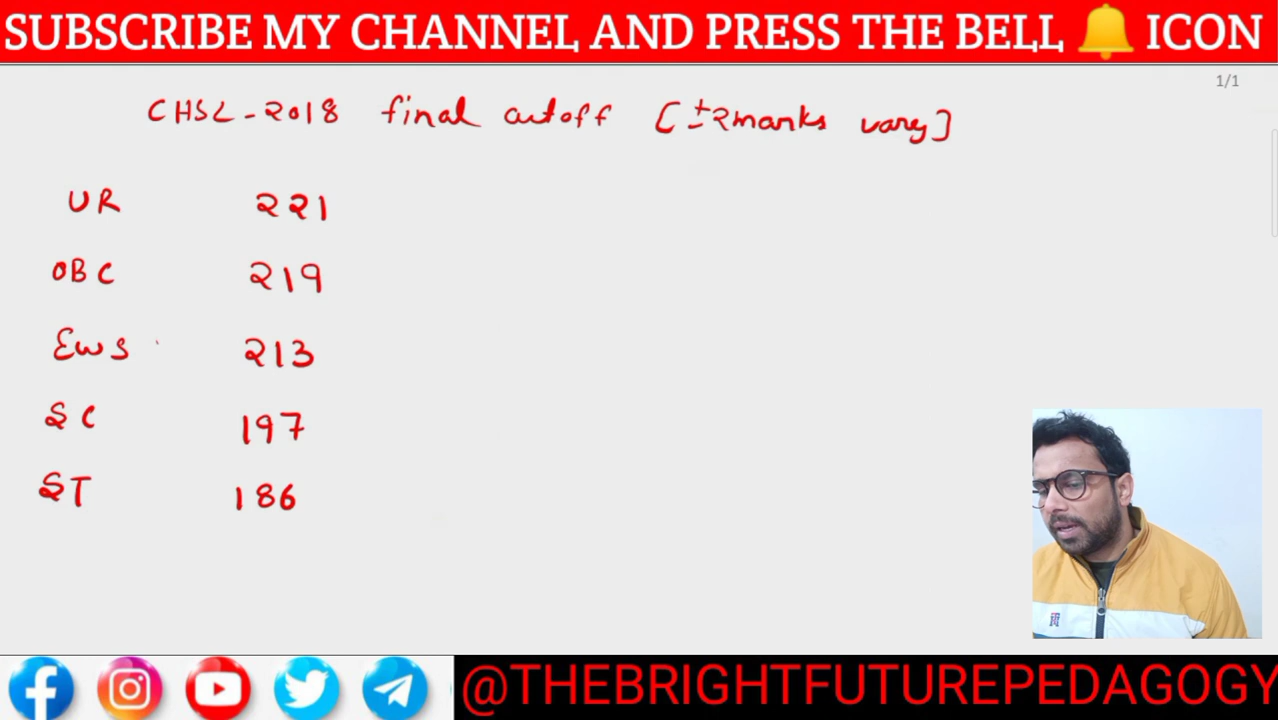 SUBSCRIBE MY CHANNEL AND PRESS THE BELL 🔔 ICON
1/1
CHSL-2018 final cutoff [±2marks vary]
UR 221
OBC 219
EWS 213
SC 197
ST 186
@THEBRIGHTFUTUREPEDAGOGY